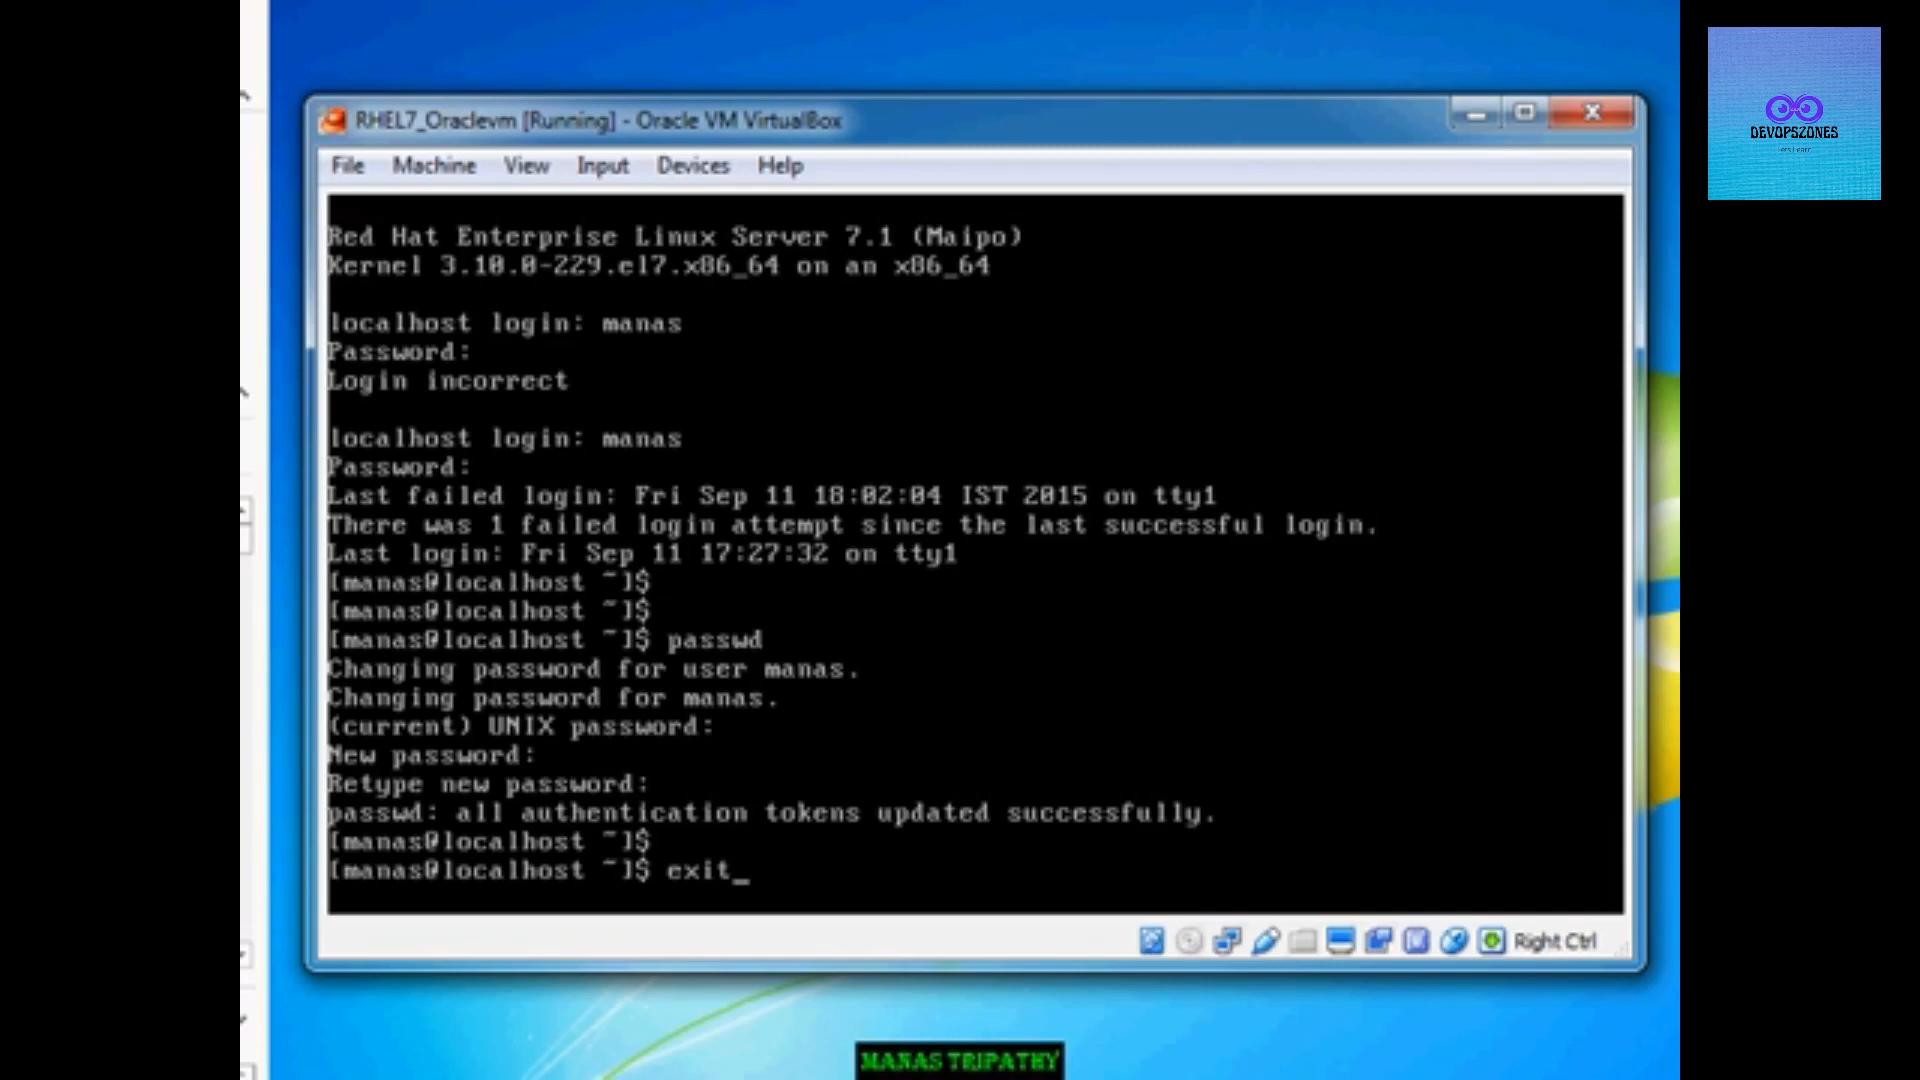 RHEL7_Oraclevm [Running] - Oracle VM VirtualBox
File Machine View Input Devices Help
Red Hat Enterprise Linux Server 7.1 (Maipo)
Kernel 3.10.0-229.el7.x86_64 on an x86_64
localhost login: manas
Password:
Login incorrect
localhost login: manas
Password:
Last failed login: Fri Sep 11 18:02:04 IST 2015 on tty1
There was 1 failed login attempt since the last successful login.
Last login: Fri Sep 11 17:27:32 on tty1
[manas@localhost ~]$
[manas@localhost ~]$
[manas@localhost ~]$ passwd
Changing password for user manas.
Changing password for manas.
(current) UNIX password:
New password:
Retype new password:
passwd: all authentication tokens updated successfully.
[manas@localhost ~]$
[manas@localhost ~]$ exit_
Right Ctrl
MANAS TRIPATHY
DEVOPSZONES
Lets Learn